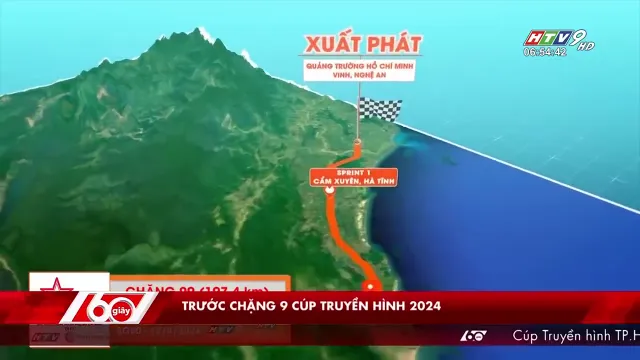 XUẤT PHÁT
QUẢNG TRƯỜNG HỒ CHÍ MINH
VINH, NGHỆ AN
HTV9 HD
06:54:42
SPRINT 1
CẨM XUYÊN, HÀ TĨNH
60 giây
TRƯỚC CHẶNG 9 CÚP TRUYỀN HÌNH 2024
60
Cúp Truyền hình TP.H